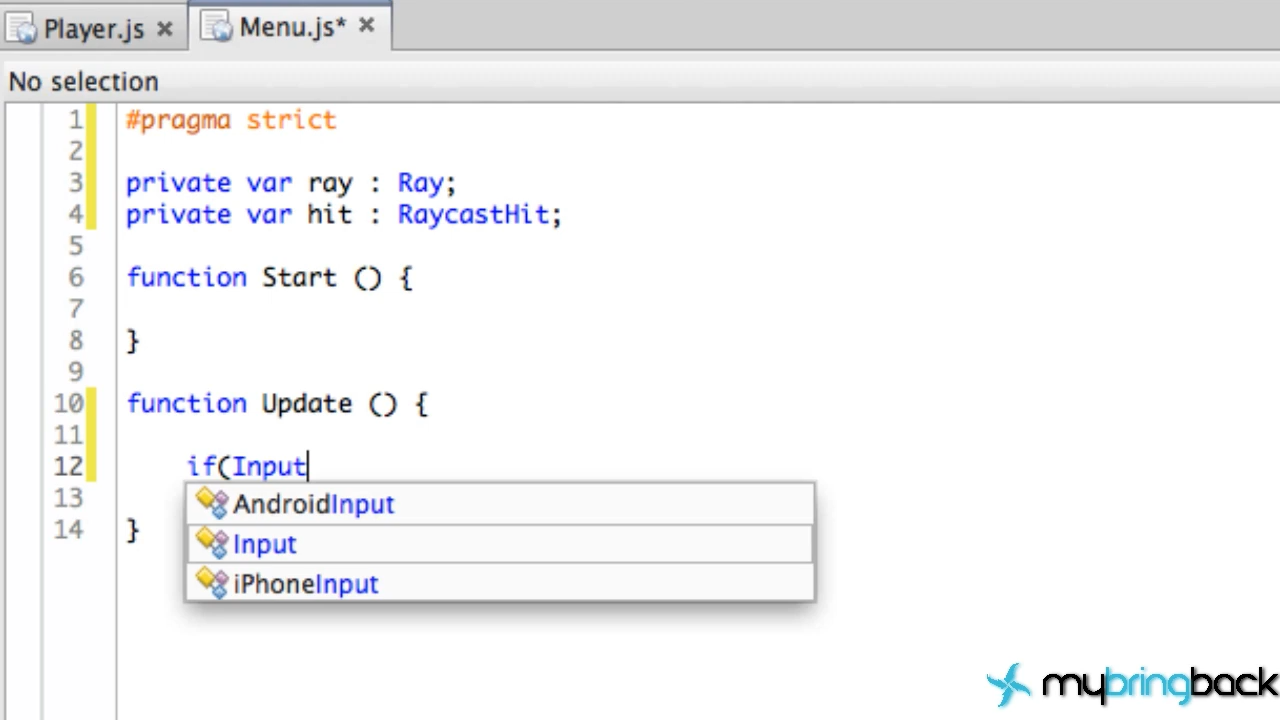 Player.js × Menu.js* ×
No selection
1 #pragma strict
2
3 private var ray : Ray;
4 private var hit : RaycastHit;
5
6 function Start () {
7
8 }
9
10 function Update () {
11
12 if(Input
13 AndroidInput
14 }
Input
iPhoneInput
mybringback